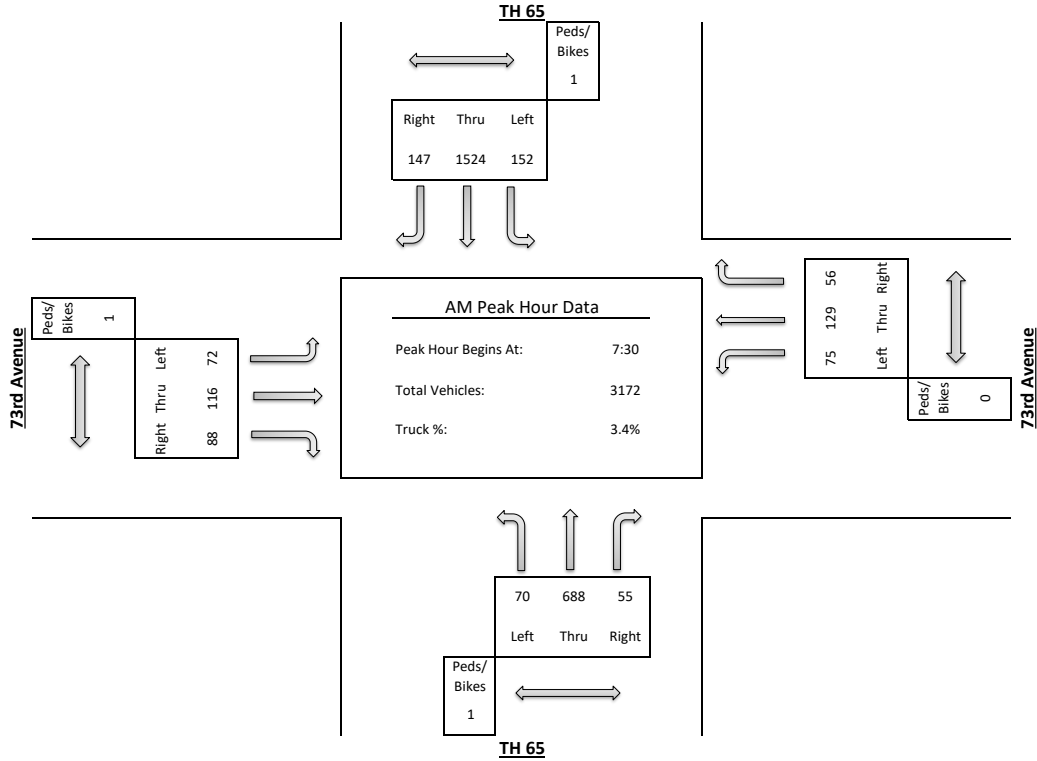 TH 65
Peds/
Bikes
1
Right Thru Left
147 1524 152
73rd Avenue
Peds/
Bikes
1
Left 72
Thru 116
Right 88
AM Peak Hour Data
Peak Hour Begins At: 7:30
Total Vehicles: 3172
Truck %: 3.4%
56 Right
129 Thru
75 Left
Peds/
Bikes
0
73rd Avenue
70 688 55
Left Thru Right
Peds/
Bikes
1
TH 65